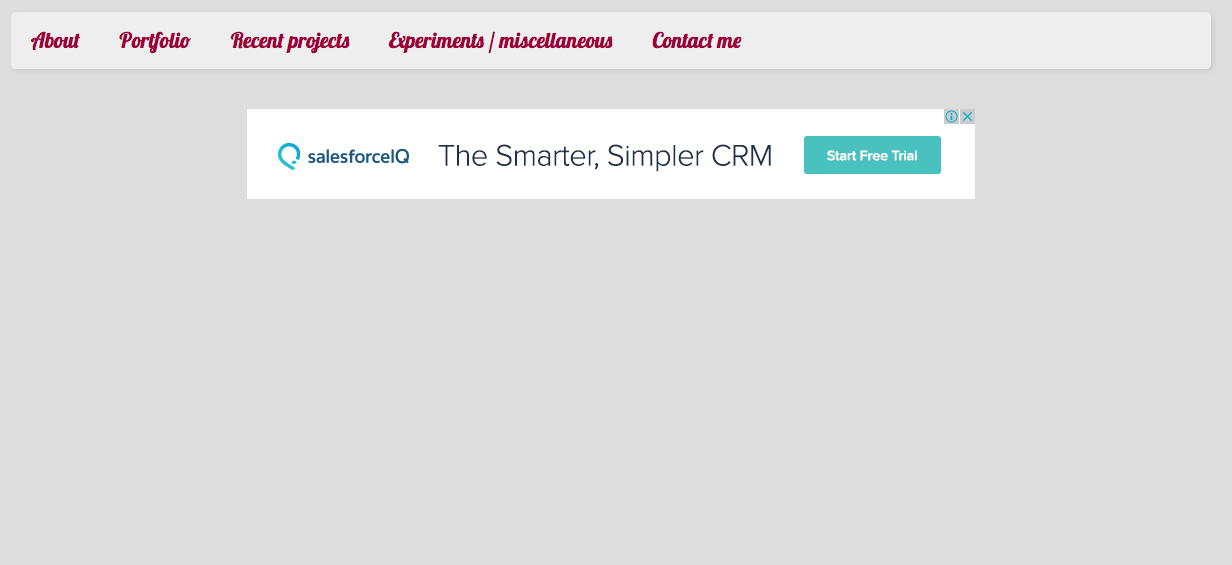 About Portfolio Recent projects Experiments / miscellaneous Contact me
salesforceIQ The Smarter, Simpler CRM Start Free Trial